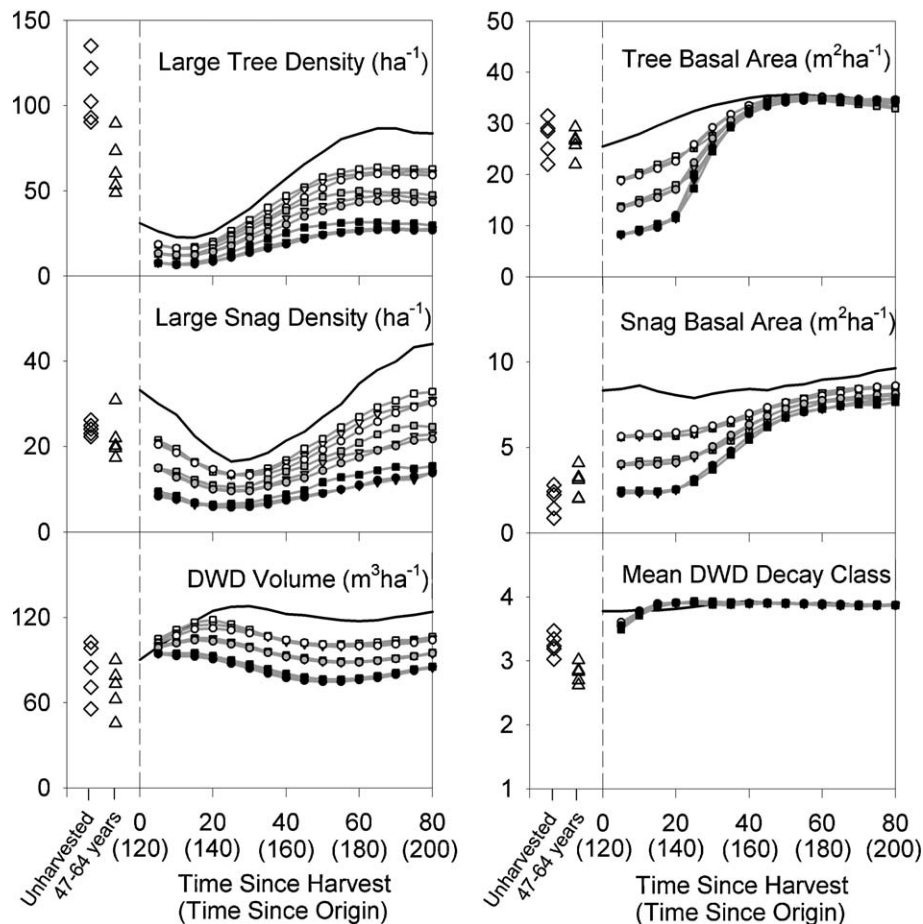 150
100
50
0
Large Tree Density (ha⁻¹)
50
40
30
20
10
0
Tree Basal Area (m²ha⁻¹)
40
20
0
Large Snag Density (ha⁻¹)
10
5
0
Snag Basal Area (m²ha⁻¹)
120
60
0
DWD Volume (m³ha⁻¹)
4
3
2
1
Mean DWD Decay Class
Unharvested
47-64 years
0 20 40 60 80
(120) (140) (160) (180) (200)
Time Since Harvest
(Time Since Origin)
Unharvested
47-64 years
0 20 40 60 80
(120) (140) (160) (180) (200)
Time Since Harvest
(Time Since Origin)